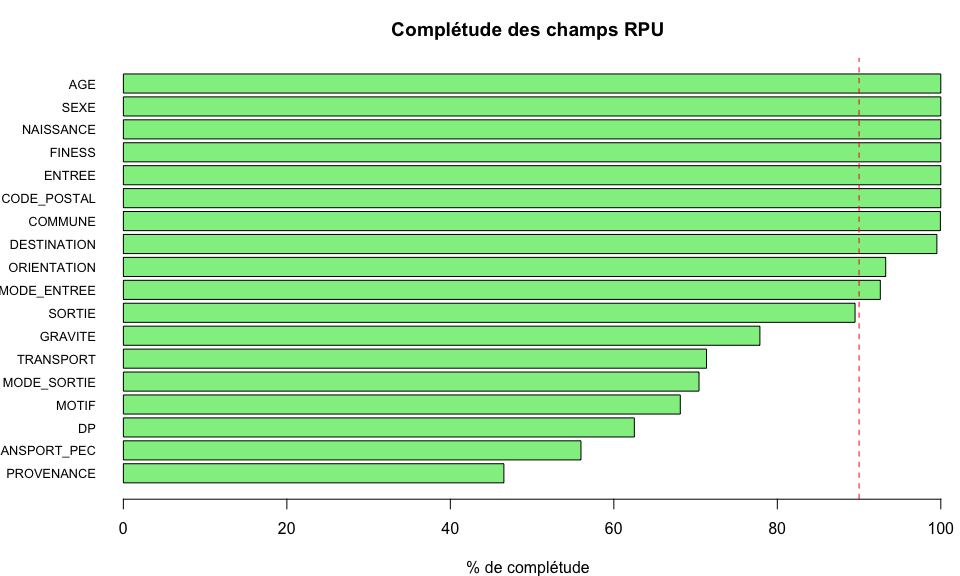 Complétude des champs RPU
AGE
SEXE
NAISSANCE
FINESS
ENTREE
CODE_POSTAL
COMMUNE
DESTINATION
ORIENTATION
MODE_ENTREE
SORTIE
GRAVITE
TRANSPORT
MODE_SORTIE
MOTIF
DP
ANSPORT_PEC
PROVENANCE
0 20 40 60 80 100
% de complétude